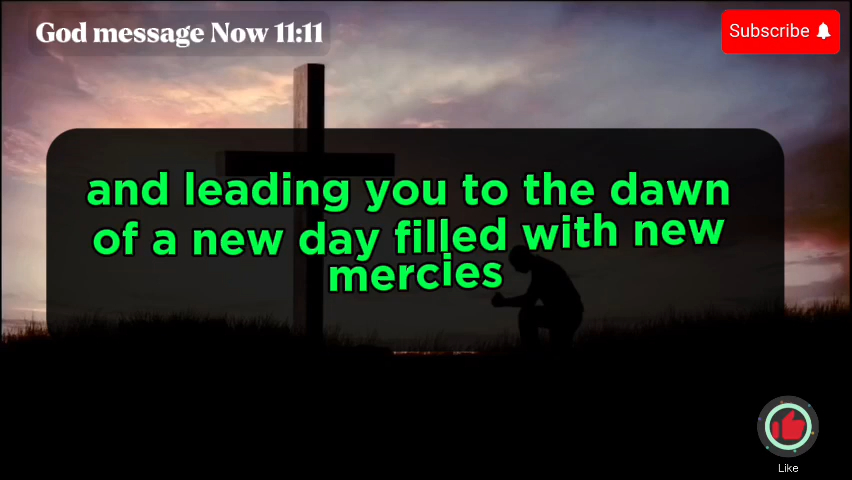 God message Now 11:11
Subscribe
and leading you to the dawn
of a new day filled with new
mercies
Like